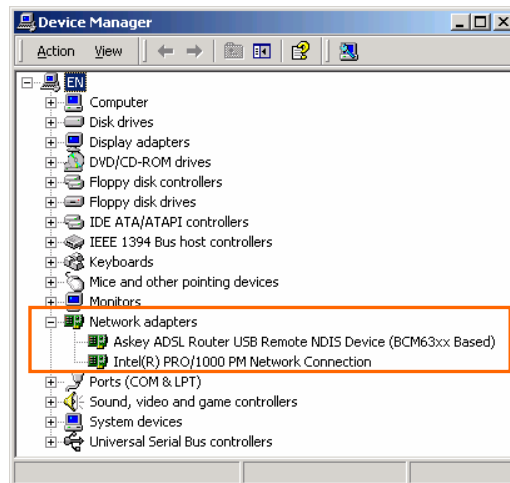 Device Manager
Action View
EN
Computer
Disk drives
Display adapters
DVD/CD-ROM drives
Floppy disk controllers
Floppy disk drives
IDE ATA/ATAPI controllers
IEEE 1394 Bus host controllers
Keyboards
Mice and other pointing devices
Monitors
Network adapters
Askey ADSL Router USB Remote NDIS Device (BCM63xx Based)
Intel(R) PRO/1000 PM Network Connection
Ports (COM & LPT)
Sound, video and game controllers
System devices
Universal Serial Bus controllers